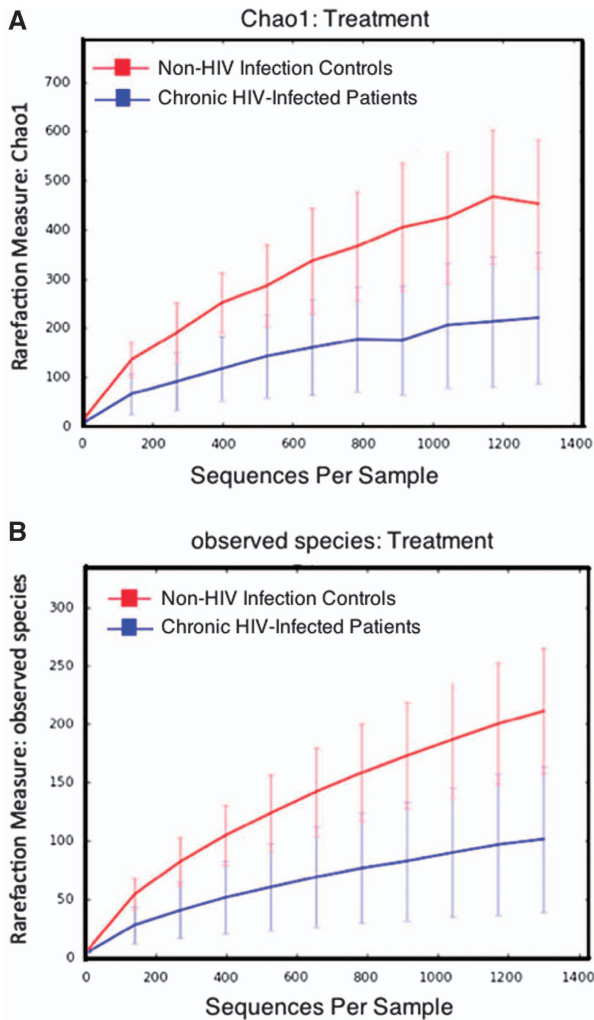 A
Chao1: Treatment
Non-HIV Infection Controls
Chronic HIV-Infected Patients
Rarefaction Measure: Chao1
700
600
500
400
300
200
100
0
0 200 400 600 800 1000 1200 1400
Sequences Per Sample
B
observed species: Treatment
Non-HIV Infection Controls
Chronic HIV-Infected Patients
Rarefaction Measure: observed species
300
250
200
150
100
50
0
0 200 400 600 800 1000 1200 1400
Sequences Per Sample